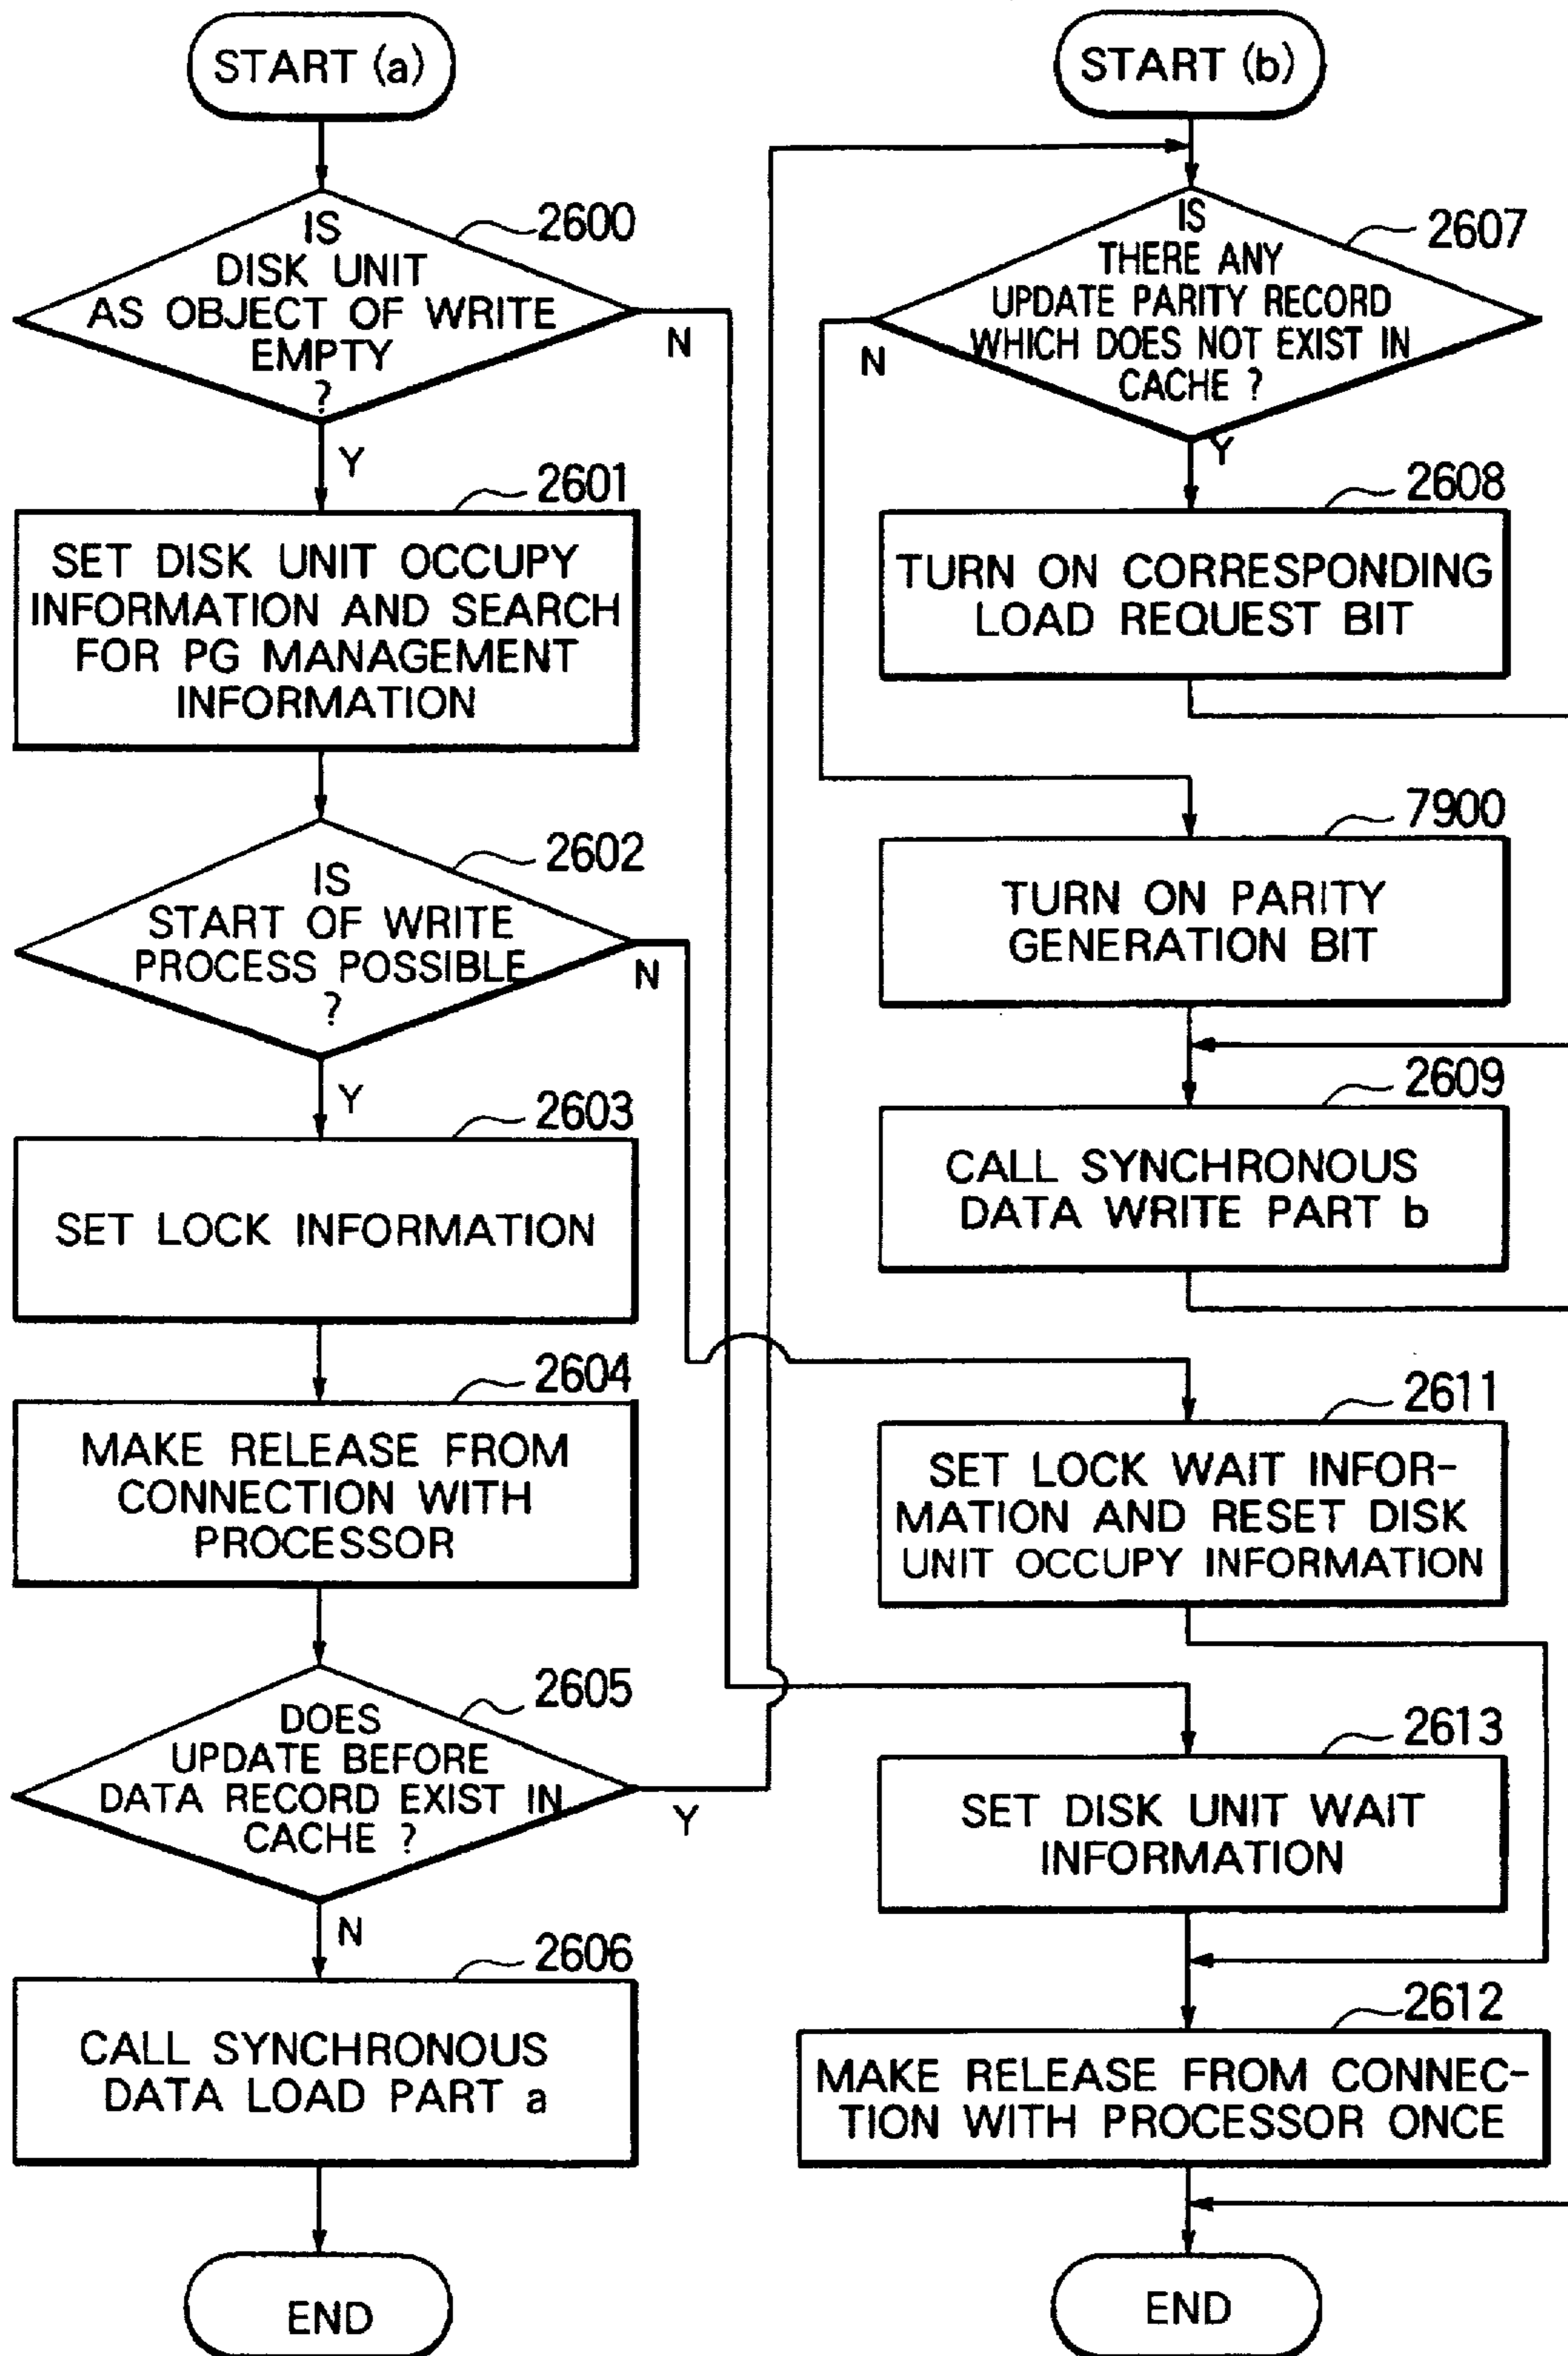 START (a)
2600
IS
DISK UNIT
AS OBJECT OF WRITE
EMPTY
?
N
Y
2601
SET DISK UNIT OCCUPY
INFORMATION AND SEARCH
FOR PG MANAGEMENT
INFORMATION
2602
IS
START OF WRITE
PROCESS POSSIBLE
?
N
Y
2603
SET LOCK INFORMATION
2604
MAKE RELEASE FROM
CONNECTION WITH
PROCESSOR
2605
DOES
UPDATE BEFORE
DATA RECORD EXIST IN
CACHE ?
Y
N
2606
CALL SYNCHRONOUS
DATA LOAD PART a
END
START (b)
2607
IS
THERE ANY
UPDATE PARITY RECORD
WHICH DOES NOT EXIST IN
CACHE ?
N
Y
2608
TURN ON CORRESPONDING
LOAD REQUEST BIT
7900
TURN ON PARITY
GENERATION BIT
2609
CALL SYNCHRONOUS
DATA WRITE PART b
2611
SET LOCK WAIT INFOR-
MATION AND RESET DISK
UNIT OCCUPY INFORMATION
2613
SET DISK UNIT WAIT
INFORMATION
2612
MAKE RELEASE FROM CONNEC-
TION WITH PROCESSOR ONCE
END